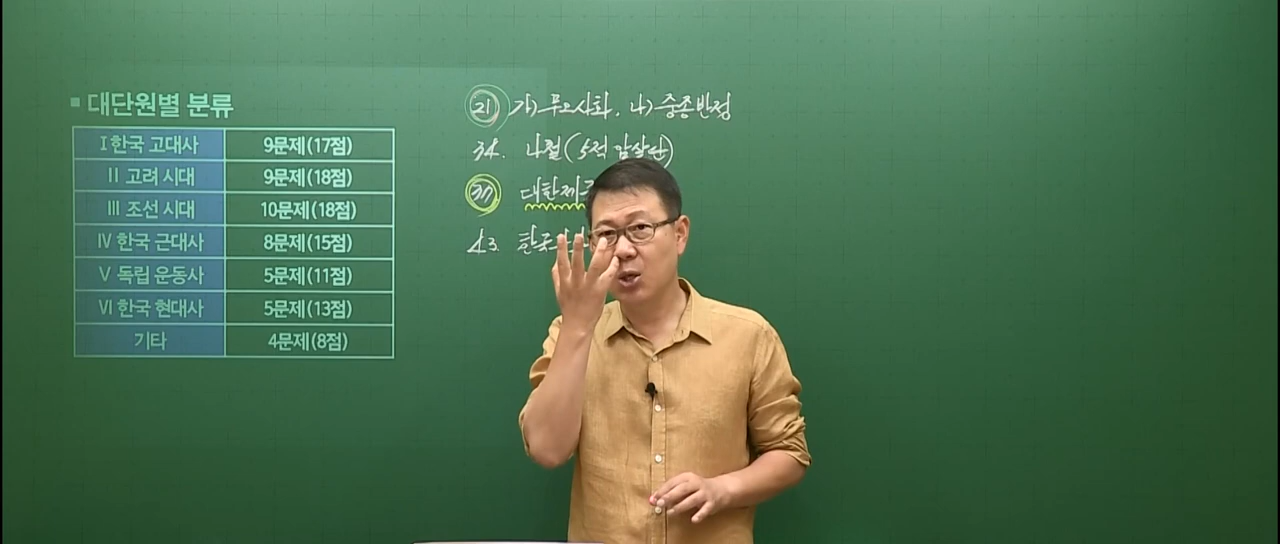 ▪ 대단원별 분류
Ⅰ 한국 고대사 9문제(17점)
Ⅱ 고려 시대 9문제(18점)
Ⅲ 조선 시대 10문제(18점)
Ⅳ 한국 근대사 8문제(15점)
Ⅴ 독립 운동사 5문제(11점)
Ⅵ 한국 현대사 5문제(13점)
기타 4문제(8점)
21 가) 무오사화. 나) 중종반정
34. 나철(5적 암살단)
37 대한제
43.